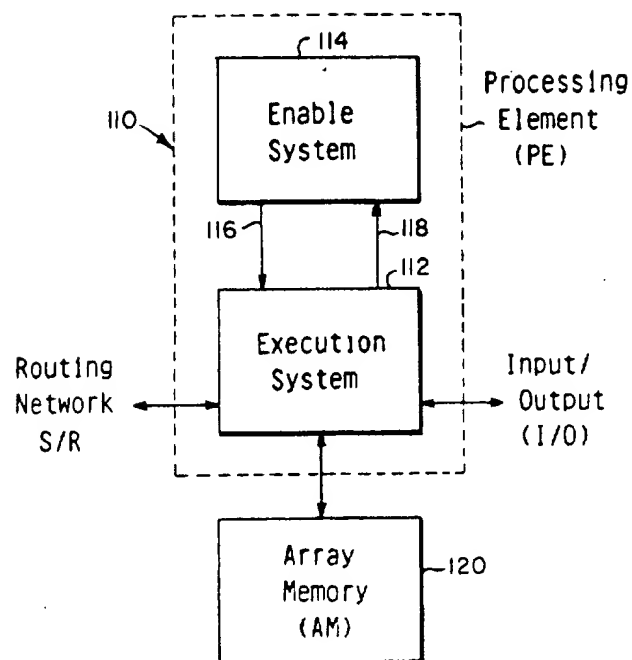 114
Enable
System
Processing
Element
(PE)
110
116
118
112
Execution
System
Routing
Network
S/R
Input/
Output
(I/O)
Array
Memory
(AM)
120